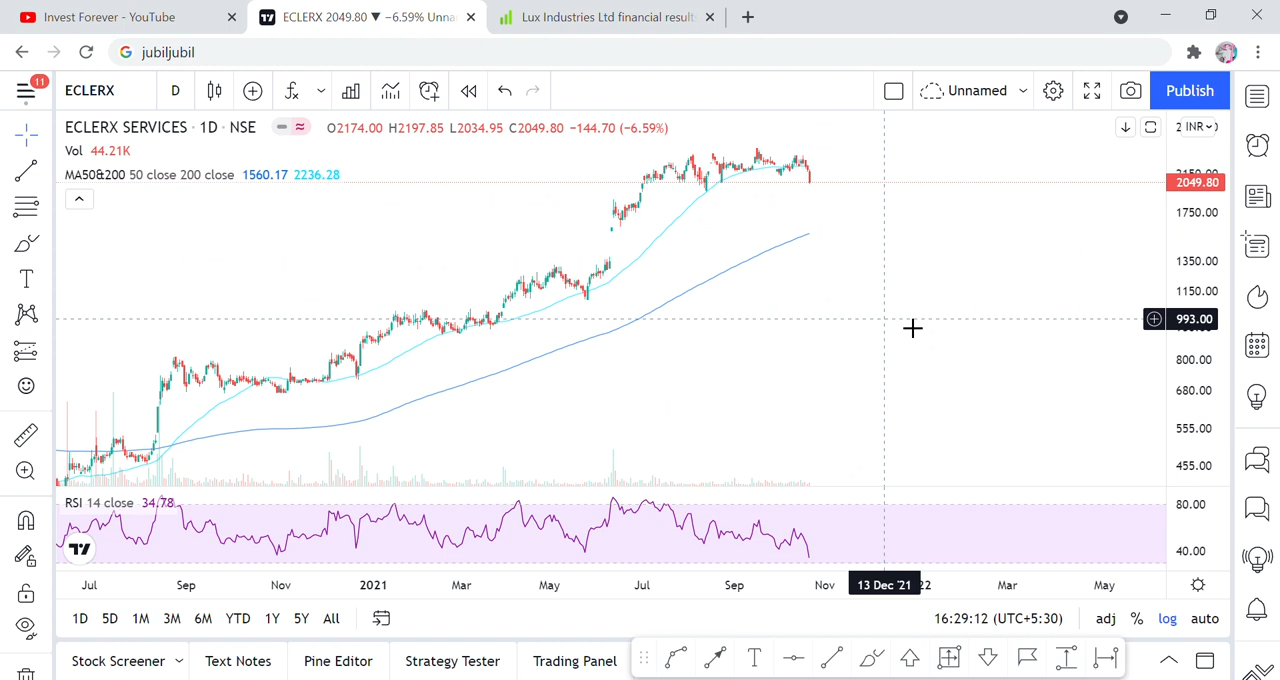 Invest Forever - YouTube
ECLERX 2049.80 ▼ −6.59% Unna
Lux Industries Ltd financial result
jubiljubil
11
ECLERX
D
Unnamed
Publish
ECLERX SERVICES · 1D · NSE
O2174.00 H2197.85 L2034.95 C2049.80 −144.70 (−6.59%)
INR
Vol 44.21K
MA50&200 50 close 200 close 1560.17 2236.28
2049.80
1750.00
1350.00
1150.00
993.00
800.00
680.00
555.00
455.00
RSI 14 close 34.78
80.00
40.00
Jul Sep Nov 2021 Mar May Jul Sep Nov 13 Dec '21 22 Mar May
1D 5D 1M 3M 6M YTD 1Y 5Y All
16:29:12 (UTC+5:30) adj % log auto
Stock Screener Text Notes Pine Editor Strategy Tester Trading Panel